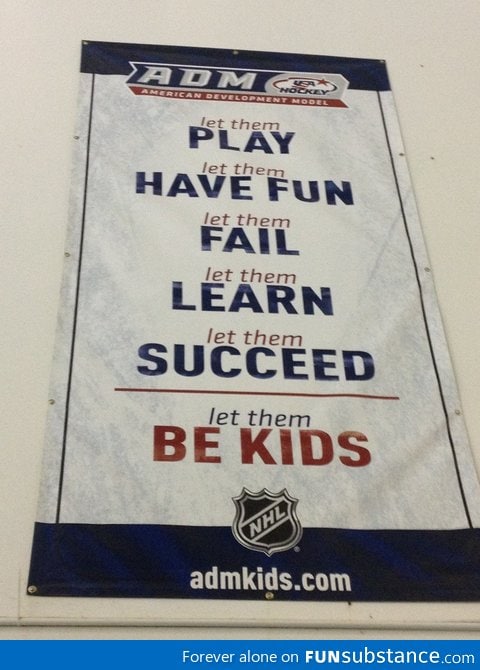 ADM
USA
HOCKEY
AMERICAN DEVELOPMENT MODEL
let them
PLAY
let them
HAVE FUN
let them
FAIL
let them
LEARN
let them
SUCCEED
let them
BE KIDS
NHL
admkids.com
Forever alone on FUNsubstance.com